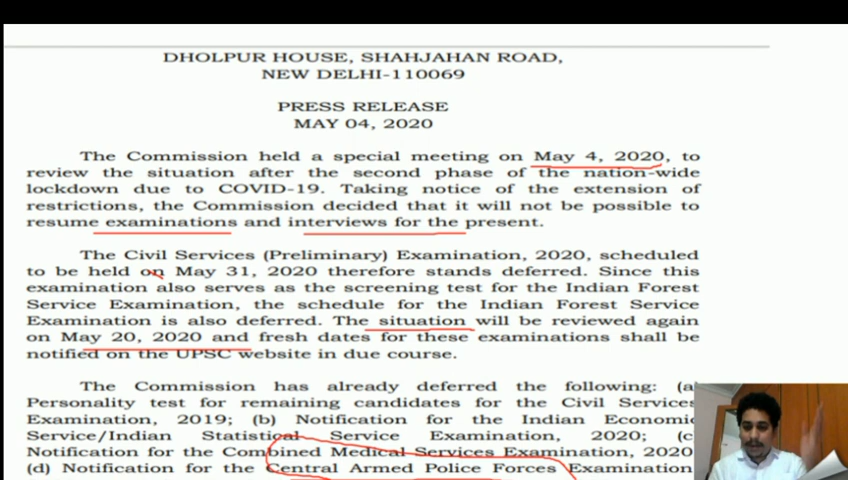 DHOLPUR HOUSE, SHAHJAHAN ROAD,
NEW DELHI-110069
PRESS RELEASE
MAY 04, 2020
The Commission held a special meeting on May 4, 2020, to
review the situation after the second phase of the nation-wide
lockdown due to COVID-19. Taking notice of the extension of
restrictions, the Commission decided that it will not be possible to
resume examinations and interviews for the present.
The Civil Services (Preliminary) Examination, 2020, scheduled
to be held on May 31, 2020 therefore stands deferred. Since this
examination also serves as the screening test for the Indian Forest
Service Examination, the schedule for the Indian Forest Service
Examination is also deferred. The situation will be reviewed again
on May 20, 2020 and fresh dates for these examinations shall be
notified on the UPSC website in due course.
The Commission has already deferred the following: (a
Personality test for remaining candidates for the Civil Services
Examination, 2019; (b) Notification for the Indian Economic
Service/Indian Statistical Service Examination, 2020; (c
Notification for the Combined Medical Services Examination, 2020
(d) Notification for the Central Armed Police Forces Examination